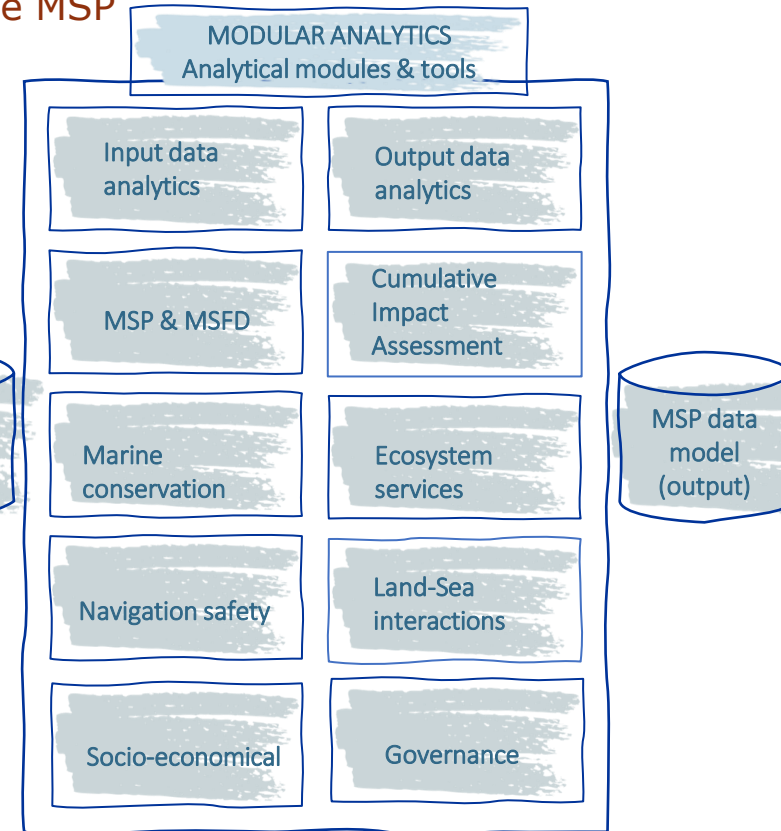 e MSP
MODULAR ANALYTICS
Analytical modules & tools
Input data
analytics
Output data
analytics
MSP & MSFD
Cumulative
Impact
Assessment
Marine
conservation
Ecosystem
services
MSP data
model
(output)
Navigation safety
Land-Sea
interactions
Socio-economical
Governance